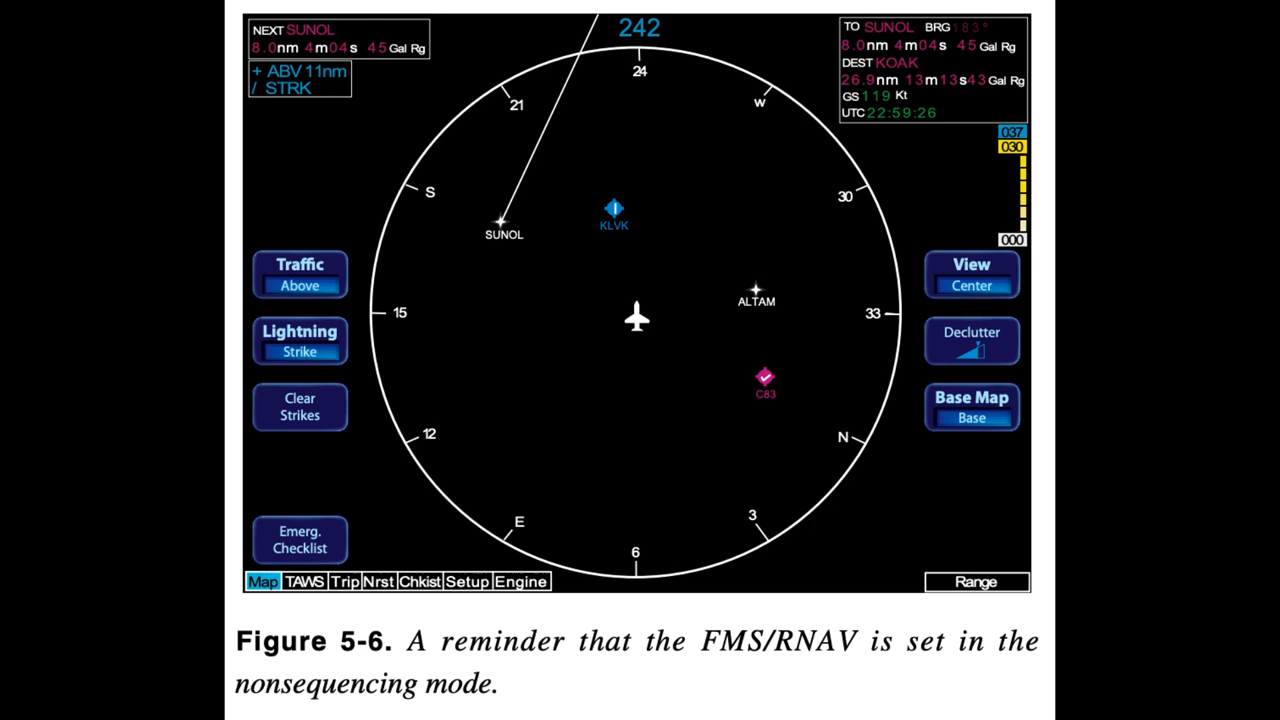 NEXT SUNOL
8.0nm 4m04s 45 Gal Rg
+ ABV 11nm
/ STRK
242
TO SUNOL BRG 183°
8.0nm 4m04s 45 Gal Rg
DEST KOAK
26.9nm 13m13s43 Gal Rg
GS 119 Kt
UTC 22:59:26
037
030
000
24
21
W
S
30
15
33
12
N
E
3
6
SUNOL
KLVK
ALTAM
C83
Traffic
Above
Lightning
Strike
Clear
Strikes
Emerg.
Checklist
View
Center
Declutter
Base Map
Base
Map TAWS Trip Nrst Chkist Setup Engine
Range
Figure 5-6. A reminder that the FMS/RNAV is set in the
nonsequencing mode.